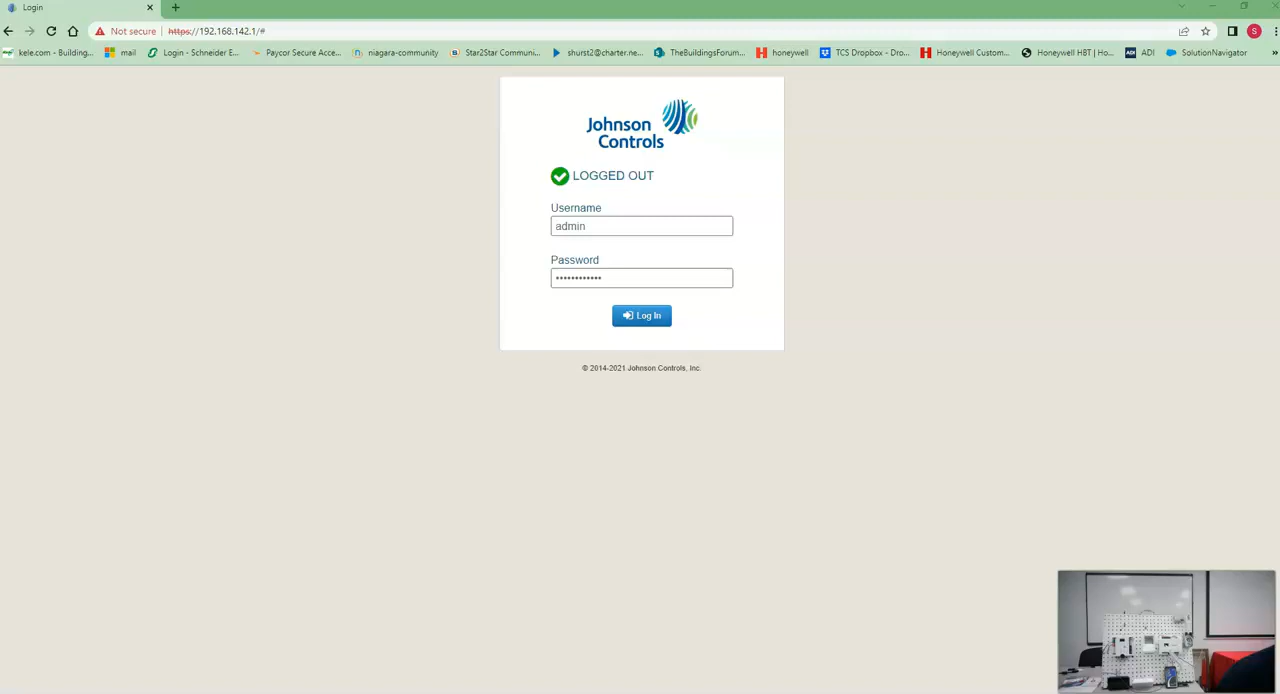 Login
Not secure
https://192.168.142.1/#
kele.com - Building...
mail
Login - Schneider E...
Paycor Secure Acce...
niagara-community
Star2Star Communi...
shurst2@charter.ne...
TheBuildingsForum...
honeywell
TCS Dropbox - Dro...
Honeywell Custom...
Honeywell HBT | Ho...
ADI
ADI
SolutionNavigator
S
Johnson
Controls
LOGGED OUT
Username
admin
Password
Log In
© 2014-2021 Johnson Controls, Inc.